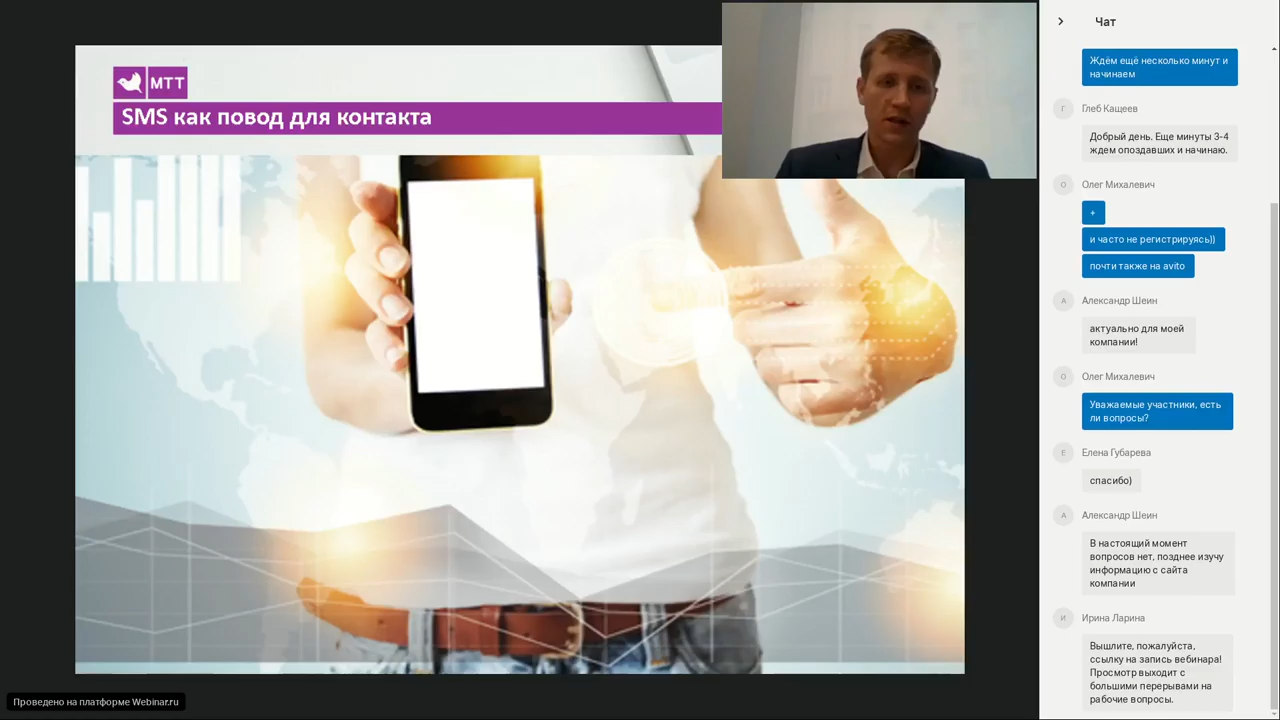 МТТ
SMS как повод для контакта
Чат
Ждём ещё несколько минут и
начинаем
Г
Глеб Кащеев
Добрый день. Еще минуты 3-4
ждем опоздавших и начинаю.
О
Олег Михалевич
+
и часто не регистрируясь))
почти также на avito
А
Александр Шеин
актуально для моей
компании!
О
Олег Михалевич
Уважаемые участники, есть
ли вопросы?
Е
Елена Губарева
спасибо)
А
Александр Шеин
В настоящий момент
вопросов нет, позднее изучу
информацию с сайта
компании
И
Ирина Ларина
Вышлите, пожалуйста,
ссылку на запись вебинара!
Просмотр выходит с
большими перерывами на
рабочие вопросы.
Проведено на платформе Webinar.ru